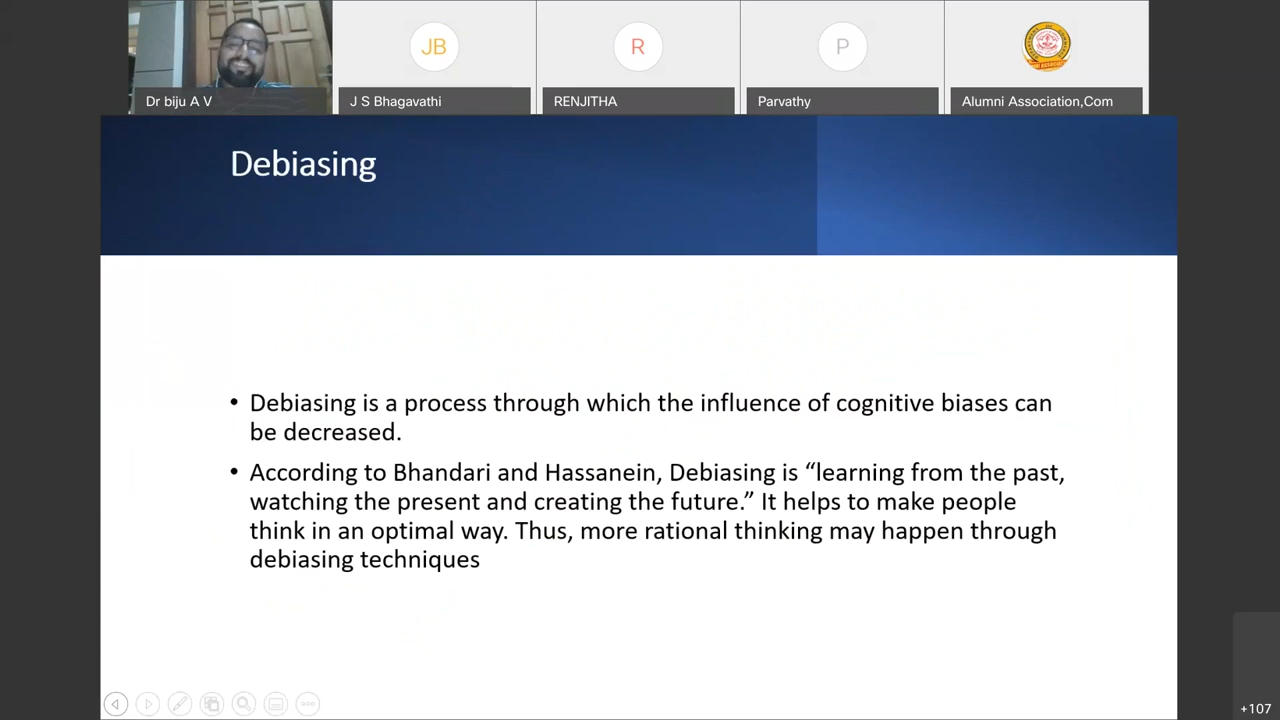 JB
R
P
Dr biju A V
J S Bhagavathi
RENJITHA
Parvathy
Alumni Association,Com
Debiasing
• Debiasing is a process through which the influence of cognitive biases can
be decreased.
• According to Bhandari and Hassanein, Debiasing is “learning from the past,
watching the present and creating the future.” It helps to make people
think in an optimal way. Thus, more rational thinking may happen through
debiasing techniques
+107